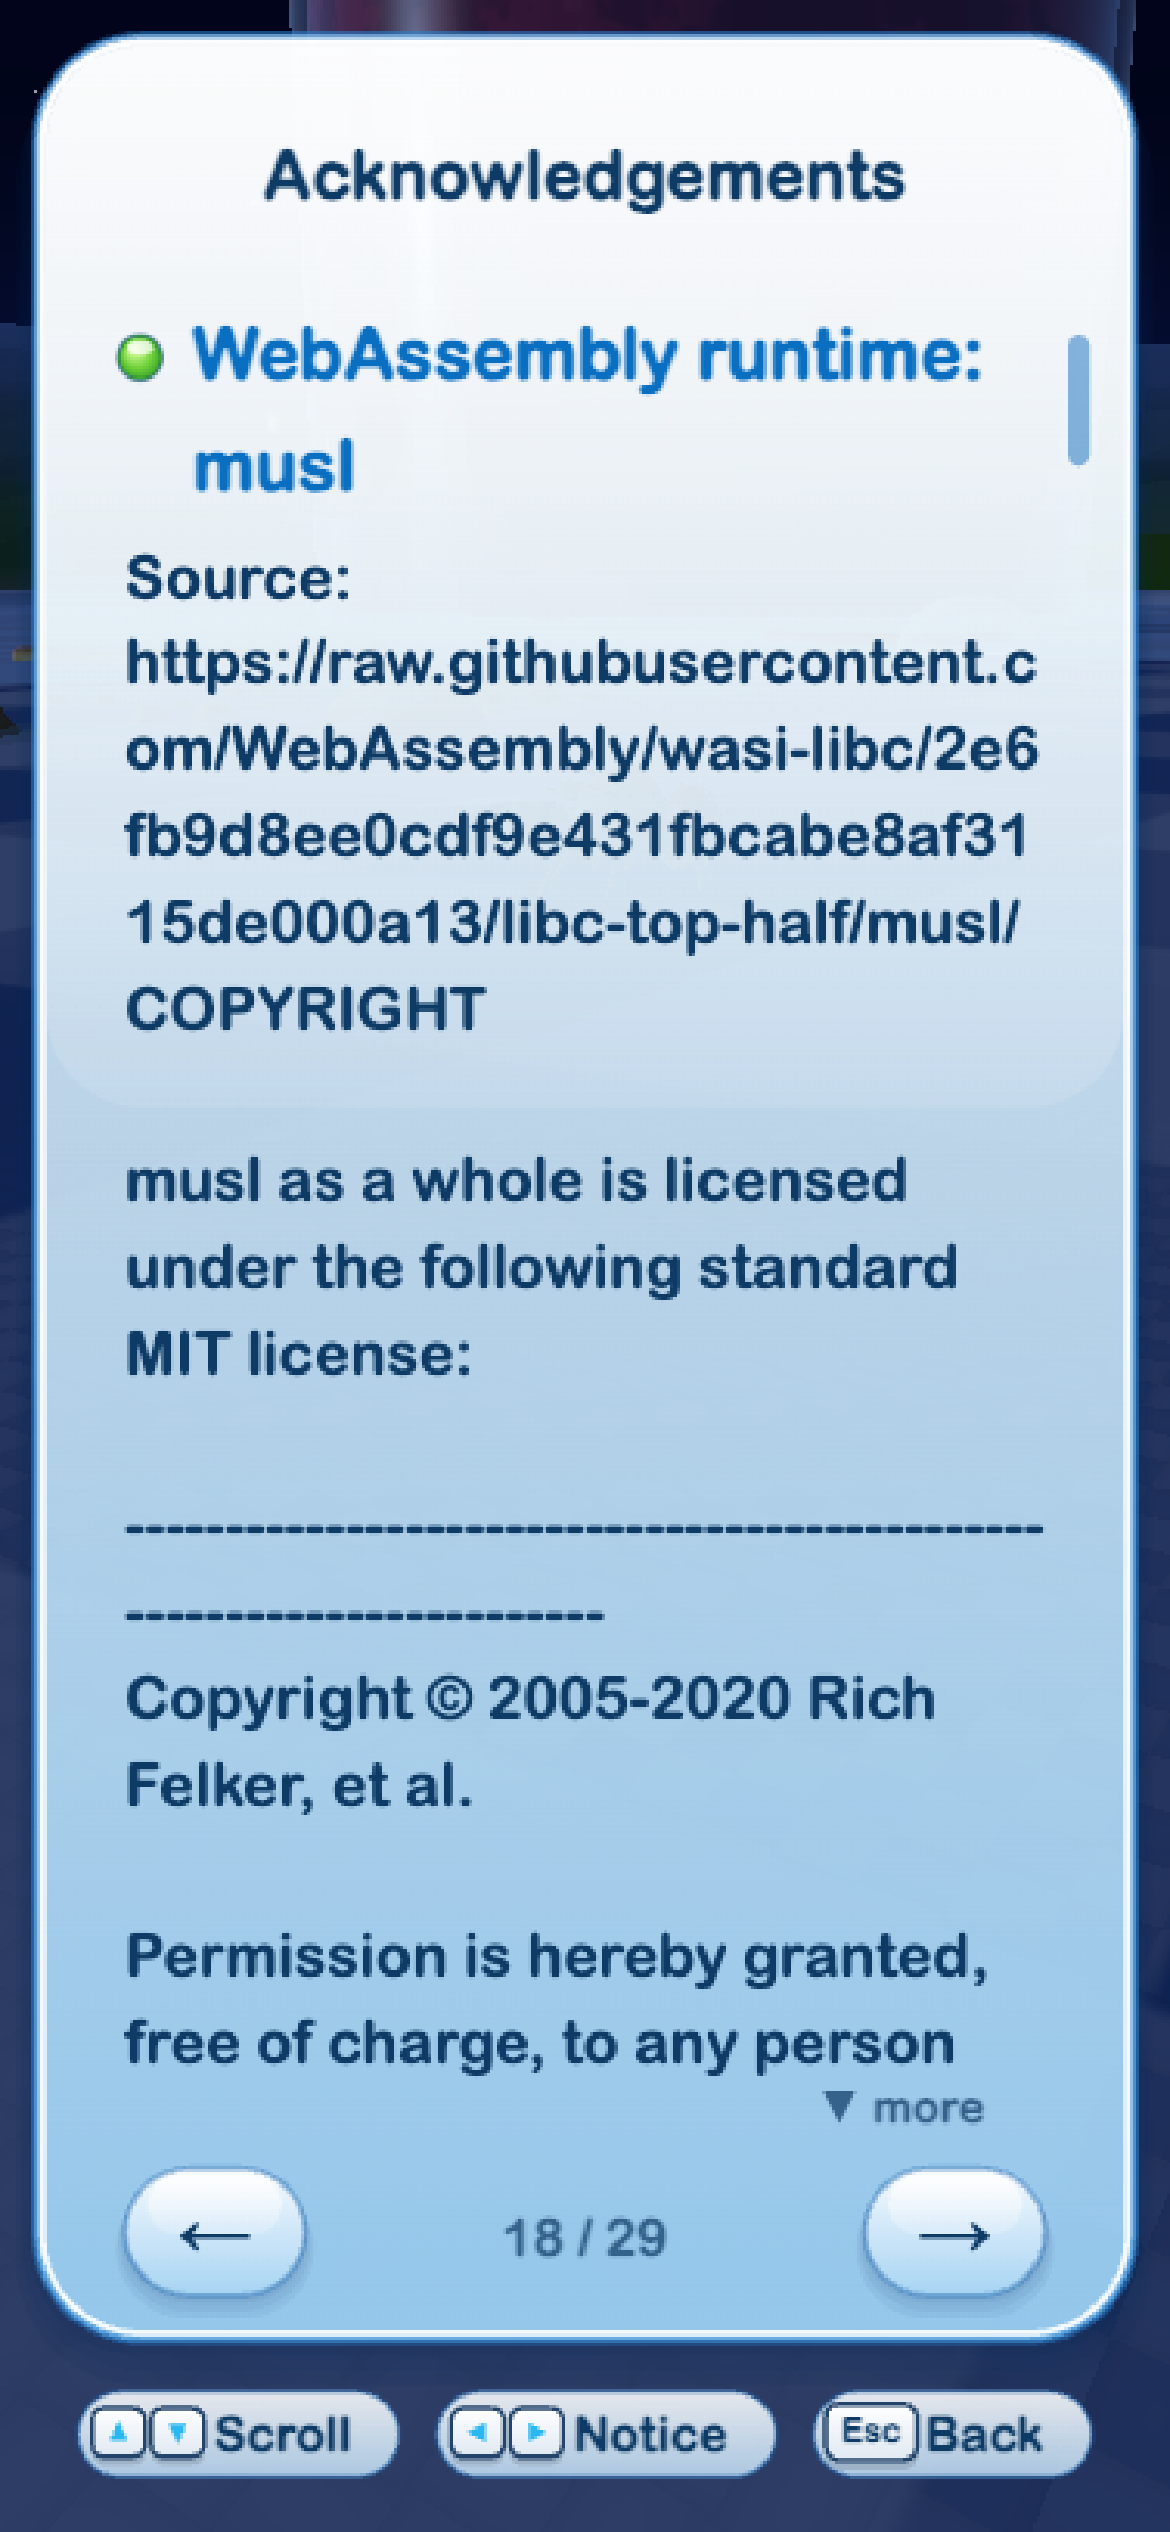 Acknowledgements
WebAssembly runtime:
musl
Source:
https://raw.githubusercontent.c
om/WebAssembly/wasi-libc/2e6
fb9d8ee0cdf9e431fbcabe8af31
15de000a13/libc-top-half/musl/
COPYRIGHT
musl as a whole is licensed
under the following standard
MIT license:
----------------------------------------------
------------------------
Copyright © 2005-2020 Rich
Felker, et al.
Permission is hereby granted,
free of charge, to any person
▼ more
← 18 / 29 →
▲ ▼ Scroll ◀ ▶ Notice Esc Back